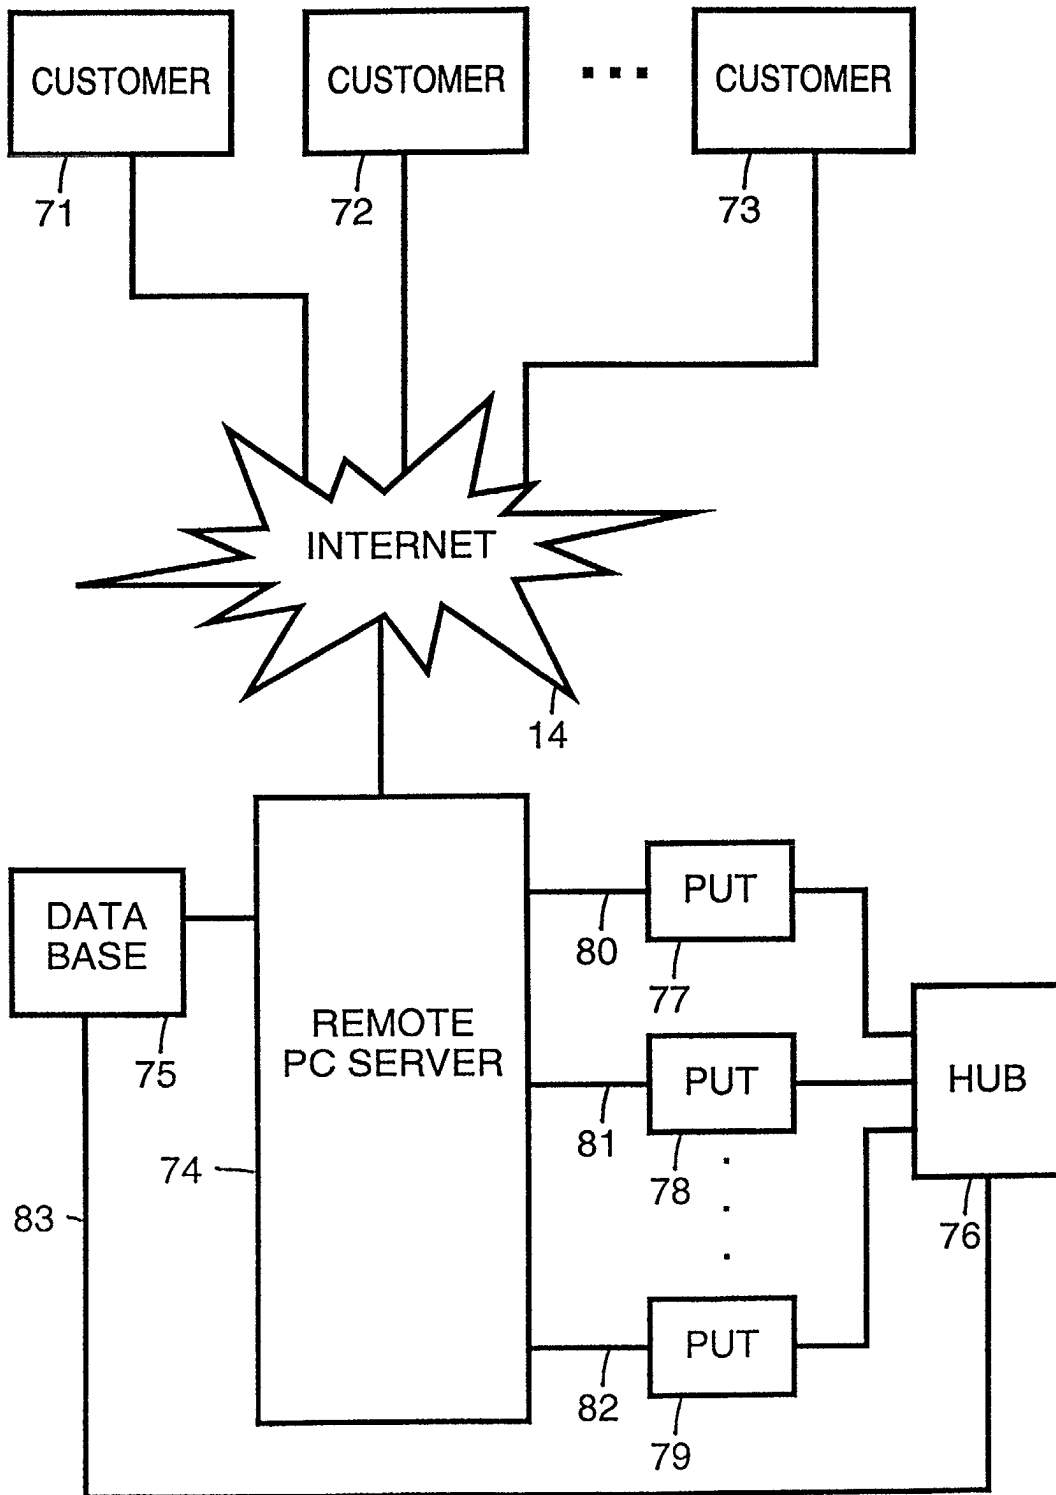 CUSTOMER
CUSTOMER
CUSTOMER
71
72
73
INTERNET
14
DATA
BASE
75
REMOTE
PC SERVER
74
83
80
PUT
77
81
PUT
78
82
PUT
79
HUB
76